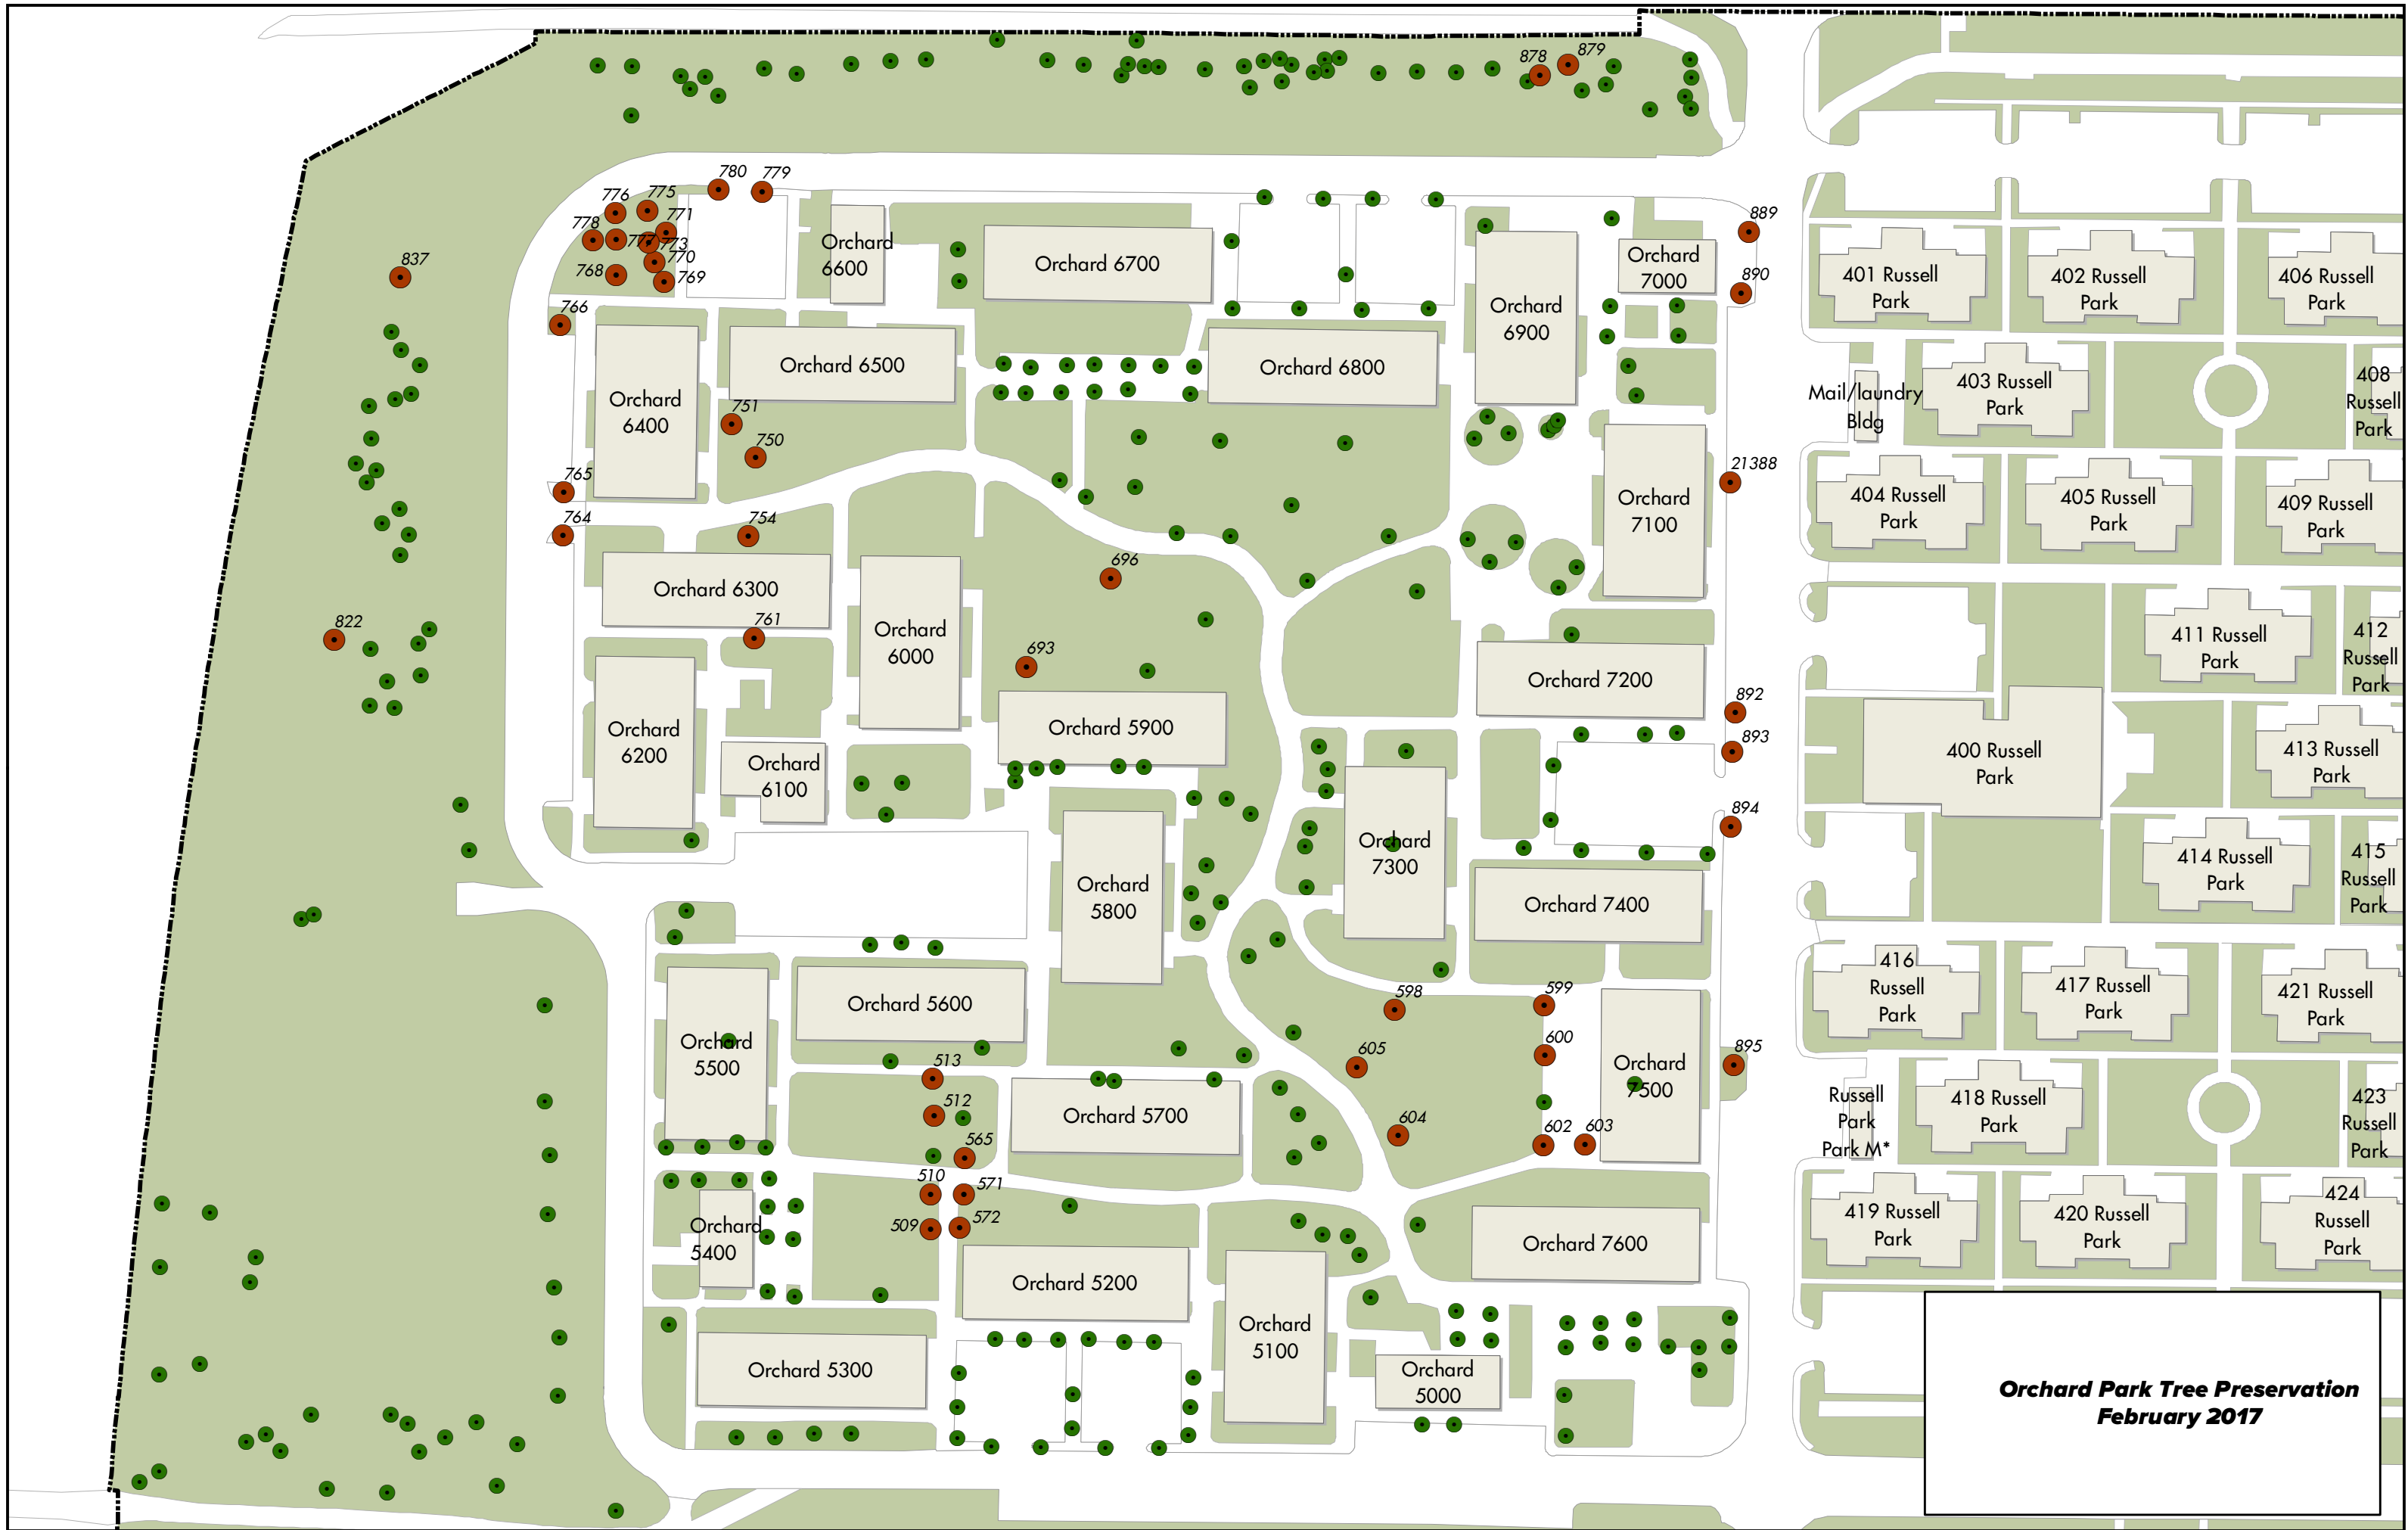 878
879
780
779
776
775
771
889
778
777
773
Orchard
6600
Orchard 6700
Orchard
7000
401 Russell
Park
402 Russell
Park
406 Russell
Park
837
768
770
769
890
766
Orchard
6900
Orchard 6500
Orchard 6800
Orchard
6400
Mail/laundry
Bldg
403 Russell
Park
408
Russell
Park
751
750
765
21388
764
754
Orchard
7100
404 Russell
Park
405 Russell
Park
409 Russell
Park
696
Orchard 6300
822
761
Orchard
6000
693
Orchard 7200
411 Russell
Park
412
Russell
Park
892
Orchard
6200
Orchard
6100
Orchard 5900
893
400 Russell
Park
413 Russell
Park
894
Orchard
7300
414 Russell
Park
415
Russell
Park
Orchard
5800
Orchard 7400
416
Russell
Park
417 Russell
Park
421 Russell
Park
598
599
Orchard 5600
Orchard
5500
600
605
895
Orchard
7500
513
512
Orchard 5700
604
602
603
565
Russell
Park
Park M*
418 Russell
Park
423
Russell
Park
510
571
509
572
Orchard
5400
419 Russell
Park
420 Russell
Park
424
Russell
Park
Orchard 7600
Orchard 5200
Orchard
5100
Orchard 5300
Orchard
5000
Orchard Park Tree Preservation
February 2017